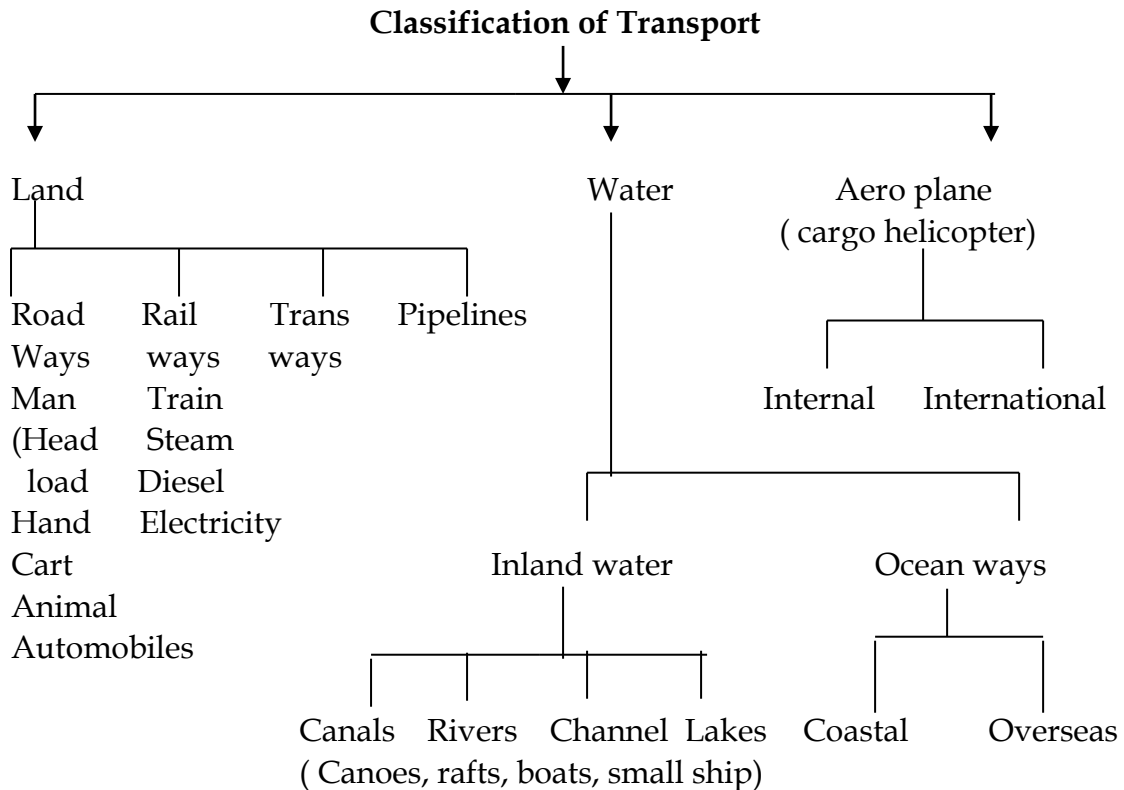 Classification of Transport
Land Water Aero plane
( cargo helicopter)
Road Rail Trans Pipelines
Ways ways ways
Man Train Internal International
(Head Steam
load Diesel
Hand Electricity
Cart Inland water Ocean ways
Animal
Automobiles
Canals Rivers Channel Lakes Coastal Overseas
( Canoes, rafts, boats, small ship)